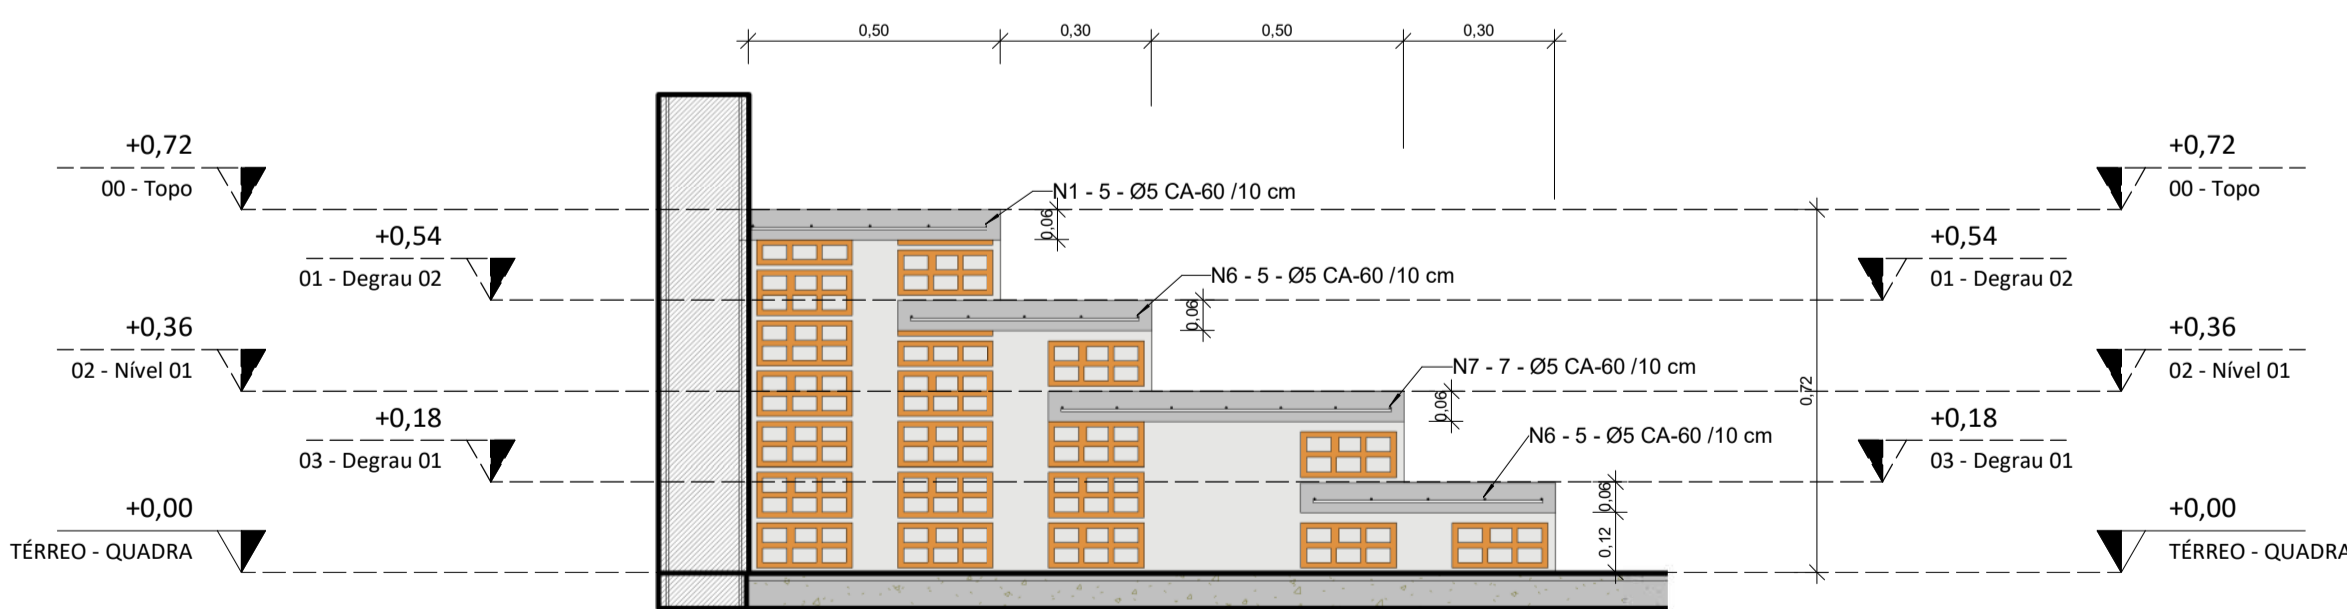 0,50
0,30
0,50
0,30
+0,72
00 - Topo
+0,54
01 - Degrau 02
+0,36
02 - Nível 01
+0,18
03 - Degrau 01
+0,00
TÉRREO - QUADRA
N1 - 5 - Ø5 CA-60 /10 cm
0,06
N6 - 5 - Ø5 CA-60 /10 cm
0,06
N7 - 7 - Ø5 CA-60 /10 cm
0,06
N6 - 5 - Ø5 CA-60 /10 cm
0,06
0,12
0,72
+0,72
00 - Topo
+0,54
01 - Degrau 02
+0,36
02 - Nível 01
+0,18
03 - Degrau 01
+0,00
TÉRREO - QUADRA